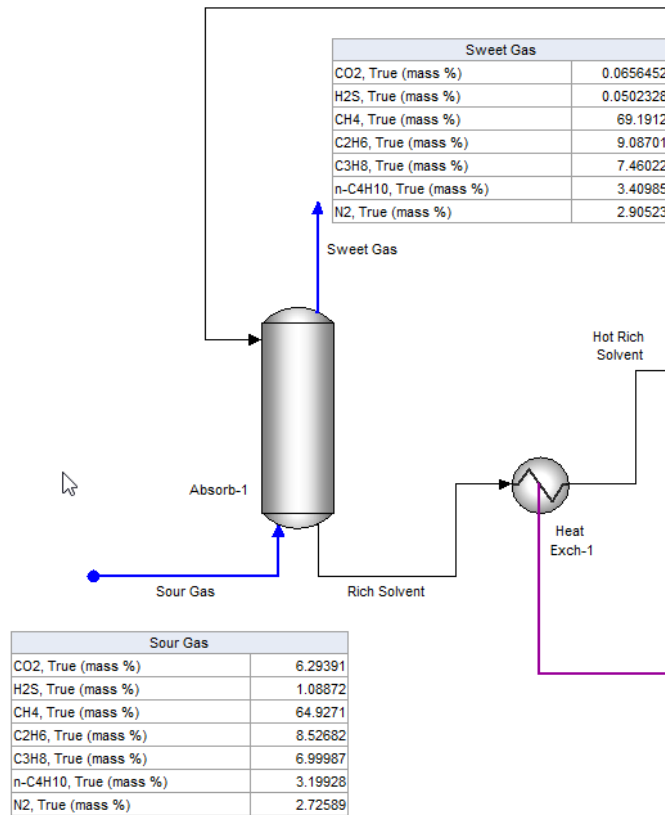 Sweet Gas
CO2, True (mass %) 0.0656452
H2S, True (mass %) 0.0502328
CH4, True (mass %) 69.1912
C2H6, True (mass %) 9.08701
C3H8, True (mass %) 7.46022
n-C4H10, True (mass %) 3.40985
N2, True (mass %) 2.90523
Sweet Gas
Hot Rich
Solvent
Absorb-1
Heat
Exch-1
Sour Gas
Rich Solvent
Sour Gas
CO2, True (mass %) 6.29391
H2S, True (mass %) 1.08872
CH4, True (mass %) 64.9271
C2H6, True (mass %) 8.52682
C3H8, True (mass %) 6.99987
n-C4H10, True (mass %) 3.19928
N2, True (mass %) 2.72589